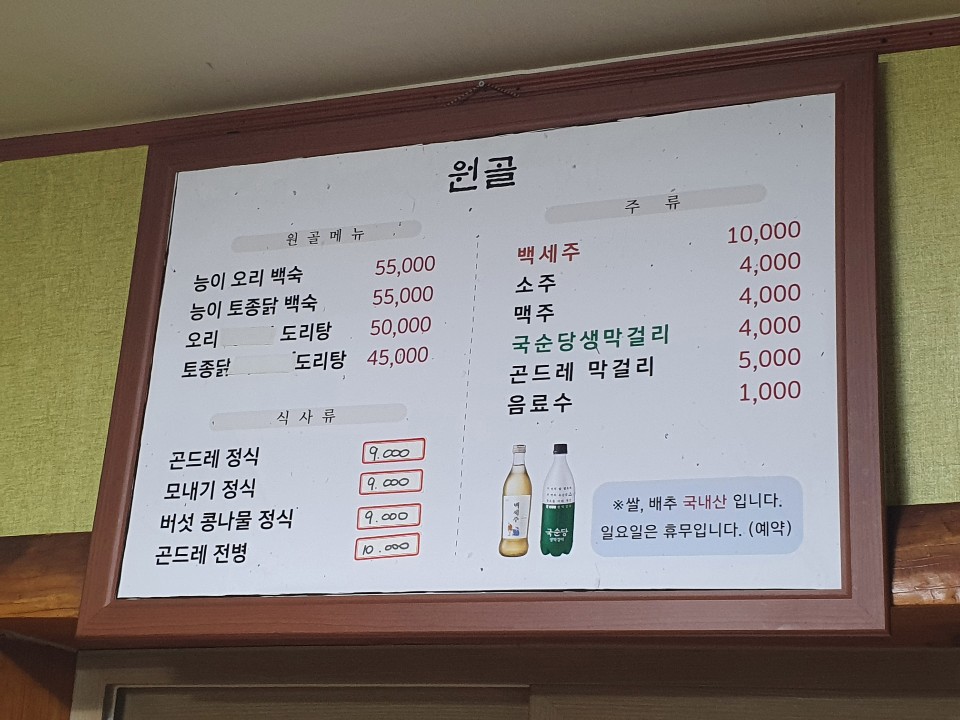 원골
원골메뉴
능이 오리 백숙 55,000
능이 토종닭 백숙 55,000
오리 도리탕 50,000
토종닭 도리탕 45,000
식사류
곤드레 정식 9.000
모내기 정식 9.000
버섯 콩나물 정식 9.000
곤드레 전병 10.000
주류
백세주 10,000
소주 4,000
맥주 4,000
국순당생막걸리 4,000
곤드레 막걸리 5,000
음료수 1,000
백세주
국순당
※쌀, 배추 국내산 입니다.
일요일은 휴무입니다. (예약)